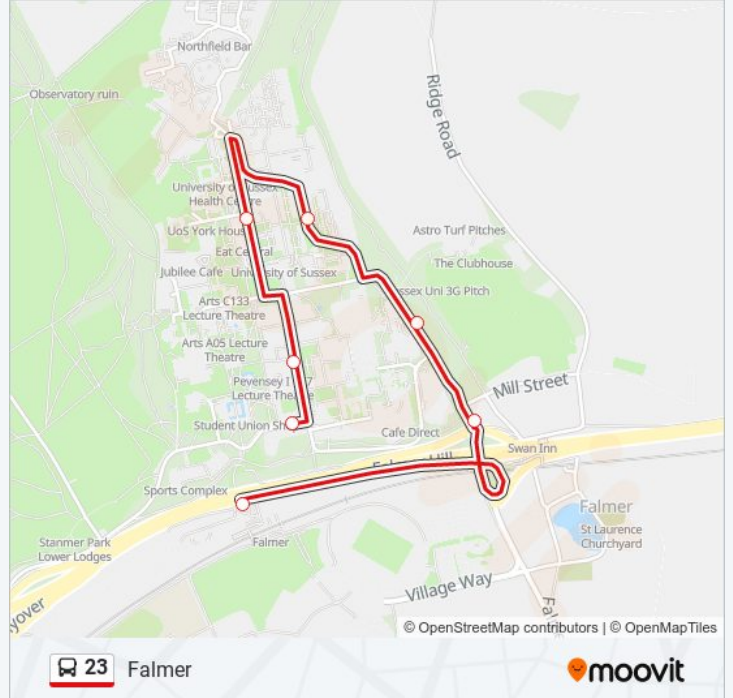 Northfield Bar
Observatory ruin
Ridge Road
University of Sussex
Health Centre
UoS York House
Astro Turf Pitches
Eat Central
The Clubhouse
Jubilee Cafe
University of Sussex
ssex Uni 3G Pitch
Arts C133
Lecture Theatre
Arts A05 Lecture
Theatre
Pevensey I
Lecture Theatre
Mill Street
Student Union Sh
Cafe Direct
Swan Inn
Sports Complex
Falmer
St Laurence
Churchyard
Stanmer Park
Lower Lodges
Falmer
Village Way
yover
© OpenStreetMap contributors | © OpenMapTiles
23 Falmer
moovit